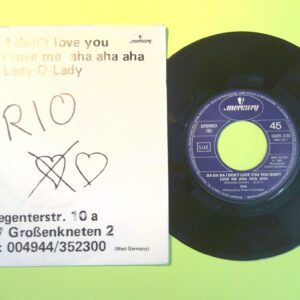 mercury
I don't love you
love me aha aha aha
Lady-O-Lady
RIO
egenterstr. 10 a
Großenkneten 2
: 004944/352300
(West Germany)
mercury
STEREO
45
DA DA DA I DON'T LOVE YOU YOU DON'T
LOVE ME AHA AHA AHA
TRIO